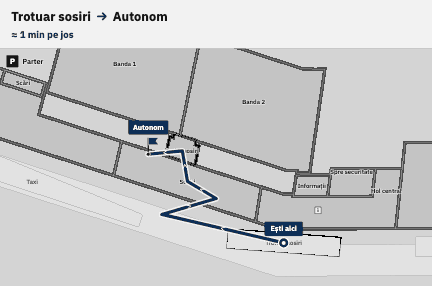 Trotuar sosiri → Autonom
≈ 1 min pe jos
P Parter
Scări
Banda 1
Banda 2
Autonom
Spre securitate
Informații
Hol central
Taxi
Ești aici